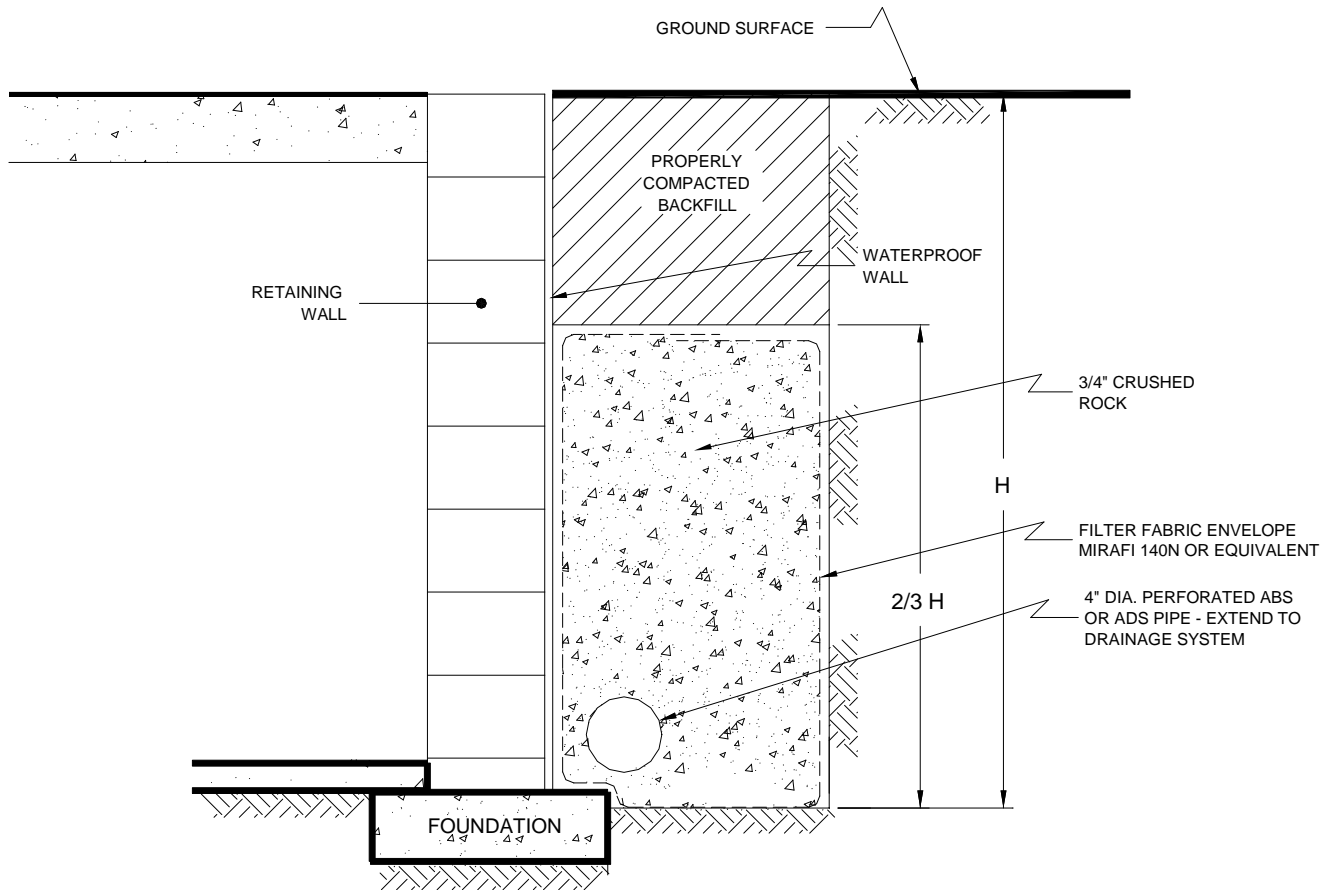 GROUND SURFACE
PROPERLY
COMPACTED
BACKFILL
WATERPROOF
WALL
RETAINING
WALL
3/4" CRUSHED
ROCK
H
FILTER FABRIC ENVELOPE
MIRAFI 140N OR EQUIVALENT
2/3 H
4" DIA. PERFORATED ABS
OR ADS PIPE - EXTEND TO
DRAINAGE SYSTEM
FOUNDATION